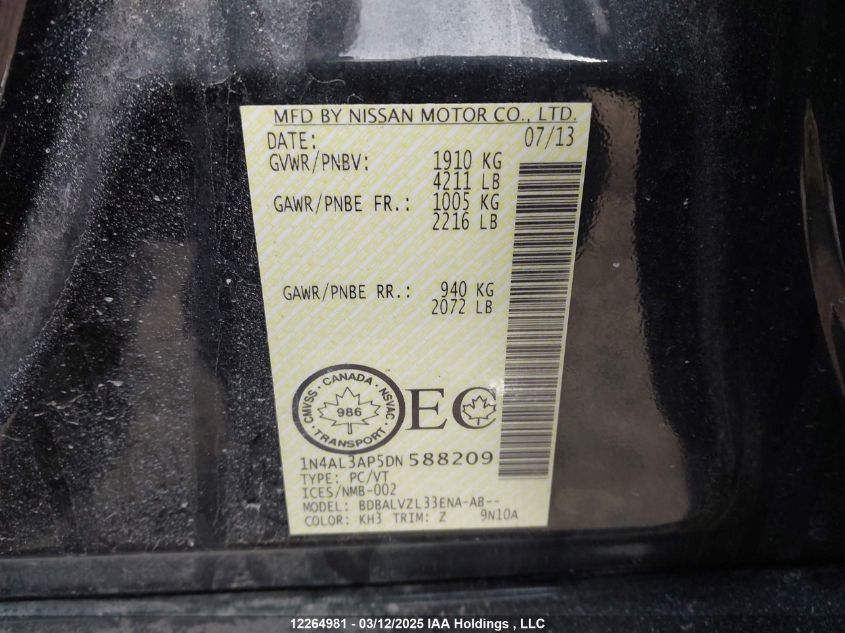 MFD BY NISSAN MOTOR CO., LTD.
DATE: 07/13
GVWR/PNBV: 1910 KG
4211 LB
GAWR/PNBE FR.: 1005 KG
2216 LB
GAWR/PNBE RR.: 940 KG
2072 LB
CMVSS · CANADA · NSVAC
986
TRANSPORT
EC
1N4AL3AP5DN 588209
TYPE: PC/VT
ICES/NMB-002
MODEL: BDBALVZL33ENA-AB--
COLOR: KH3 TRIM: Z 9N10A
12264981 - 03/12/2025 IAA Holdings , LLC